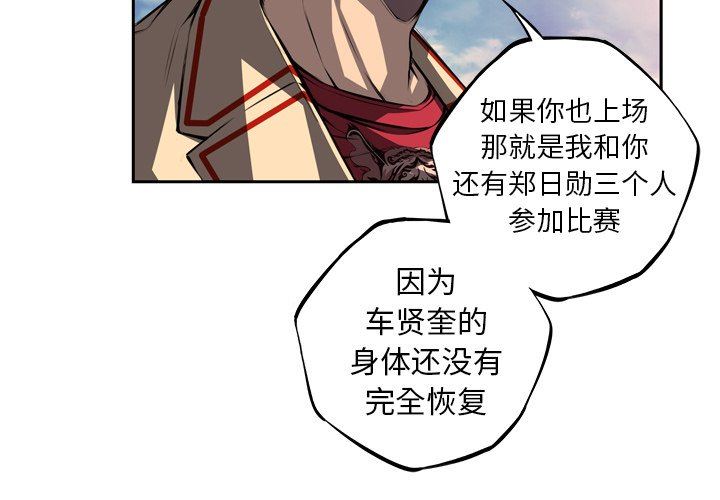 如果你也上场
那就是我和你
还有郑日勋三个人
参加比赛
因为
车贤奎的
身体还没有
完全恢复